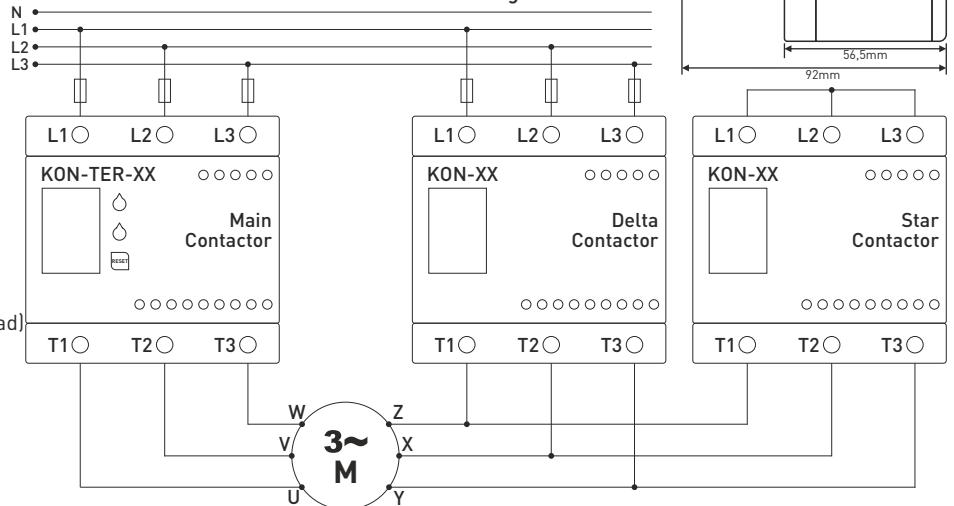 N
L1
L2
L3
56,5mm
92mm
L1 L2 L3
L1 L2 L3
L1 L2 L3
KON-TER-XX
Main
Contactor
RESET
KON-XX
Delta
Contactor
KON-XX
Star
Contactor
ad)
T1 T2 T3
T1 T2 T3
T1 T2 T3
W
V
U
3~
M
Z
X
Y